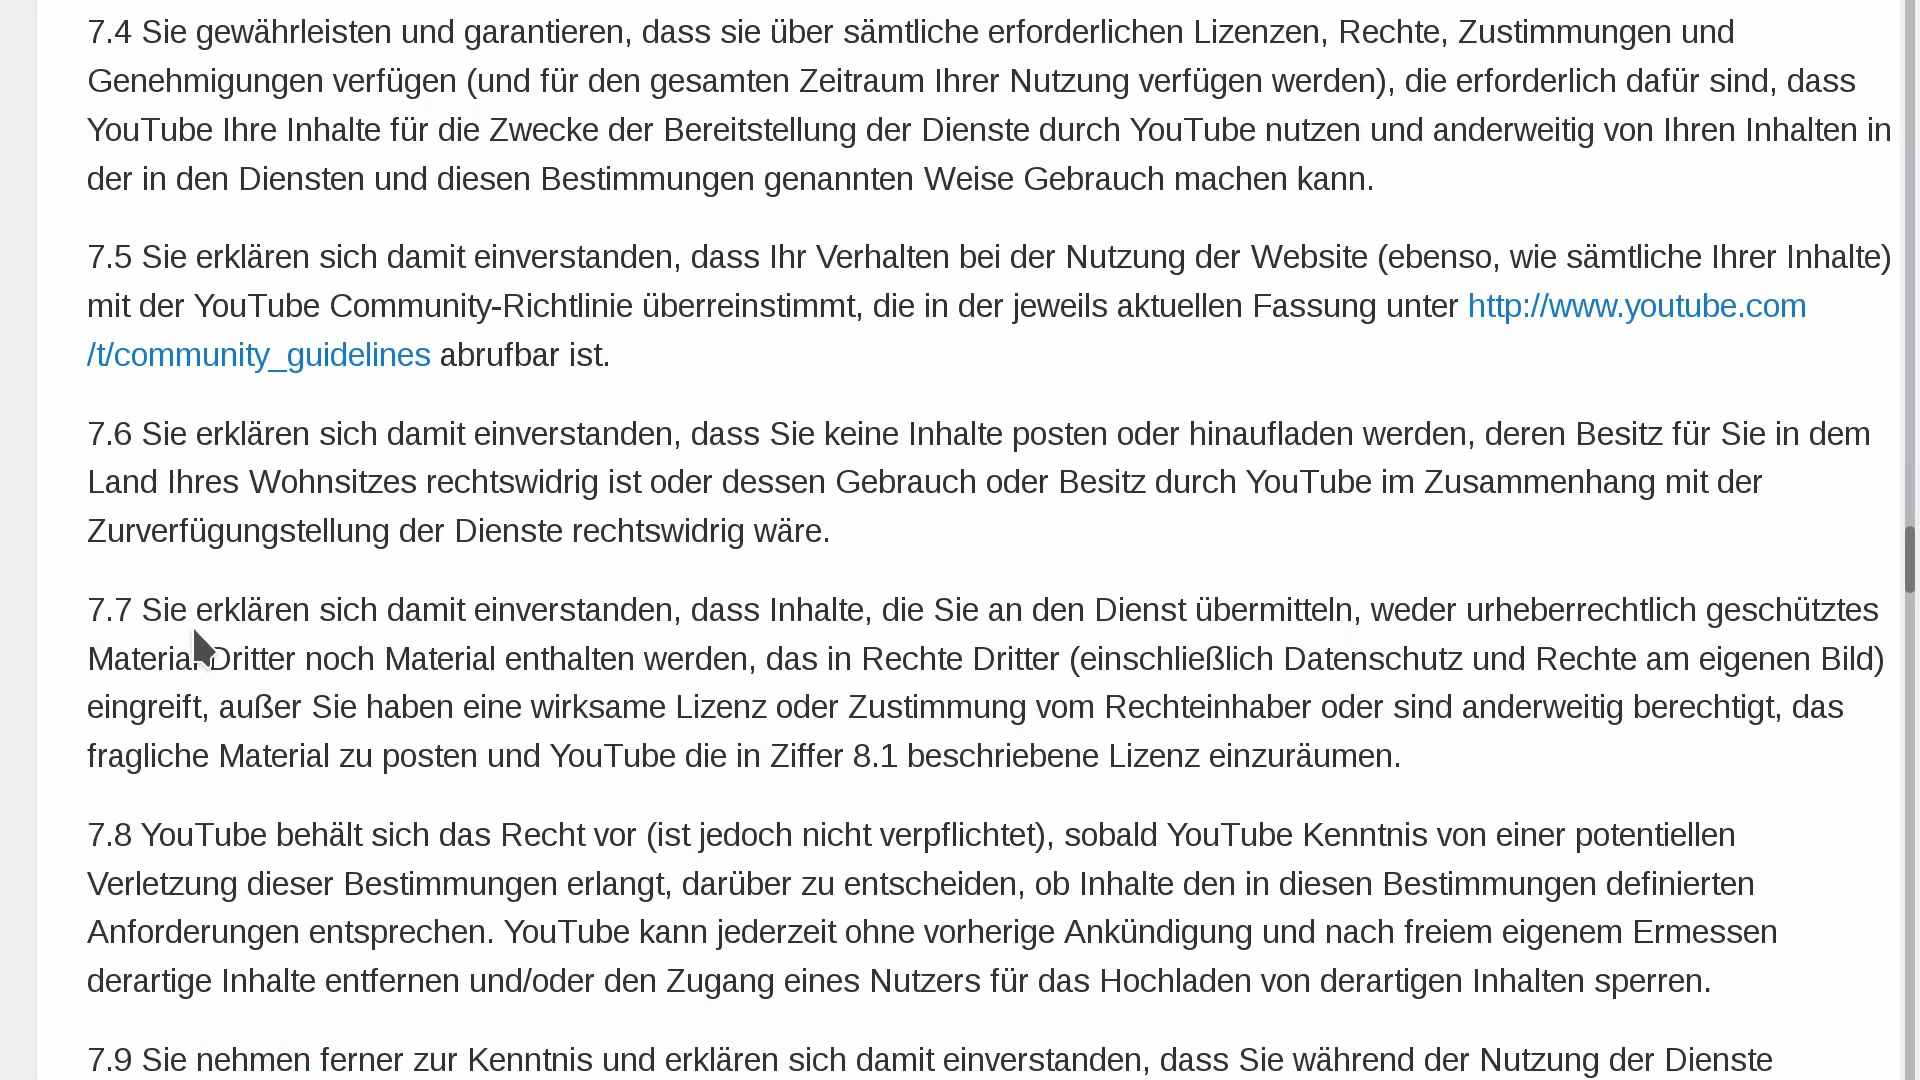 7.4 Sie gewährleisten und garantieren, dass sie über sämtliche erforderlichen Lizenzen, Rechte, Zustimmungen und
Genehmigungen verfügen (und für den gesamten Zeitraum Ihrer Nutzung verfügen werden), die erforderlich dafür sind, dass
YouTube Ihre Inhalte für die Zwecke der Bereitstellung der Dienste durch YouTube nutzen und anderweitig von Ihren Inhalten in
der in den Diensten und diesen Bestimmungen genannten Weise Gebrauch machen kann.
7.5 Sie erklären sich damit einverstanden, dass Ihr Verhalten bei der Nutzung der Website (ebenso, wie sämtliche Ihrer Inhalte)
mit der YouTube Community-Richtlinie überreinstimmt, die in der jeweils aktuellen Fassung unter http://www.youtube.com
/t/community_guidelines abrufbar ist.
7.6 Sie erklären sich damit einverstanden, dass Sie keine Inhalte posten oder hinaufladen werden, deren Besitz für Sie in dem
Land Ihres Wohnsitzes rechtswidrig ist oder dessen Gebrauch oder Besitz durch YouTube im Zusammenhang mit der
Zurverfügungstellung der Dienste rechtswidrig wäre.
7.7 Sie erklären sich damit einverstanden, dass Inhalte, die Sie an den Dienst übermitteln, weder urheberrechtlich geschütztes
Material Dritter noch Material enthalten werden, das in Rechte Dritter (einschließlich Datenschutz und Rechte am eigenen Bild)
eingreift, außer Sie haben eine wirksame Lizenz oder Zustimmung vom Rechteinhaber oder sind anderweitig berechtigt, das
fragliche Material zu posten und YouTube die in Ziffer 8.1 beschriebene Lizenz einzuräumen.
7.8 YouTube behält sich das Recht vor (ist jedoch nicht verpflichtet), sobald YouTube Kenntnis von einer potentiellen
Verletzung dieser Bestimmungen erlangt, darüber zu entscheiden, ob Inhalte den in diesen Bestimmungen definierten
Anforderungen entsprechen. YouTube kann jederzeit ohne vorherige Ankündigung und nach freiem eigenem Ermessen
derartige Inhalte entfernen und/oder den Zugang eines Nutzers für das Hochladen von derartigen Inhalten sperren.
7.9 Sie nehmen ferner zur Kenntnis und erklären sich damit einverstanden, dass Sie während der Nutzung der Dienste